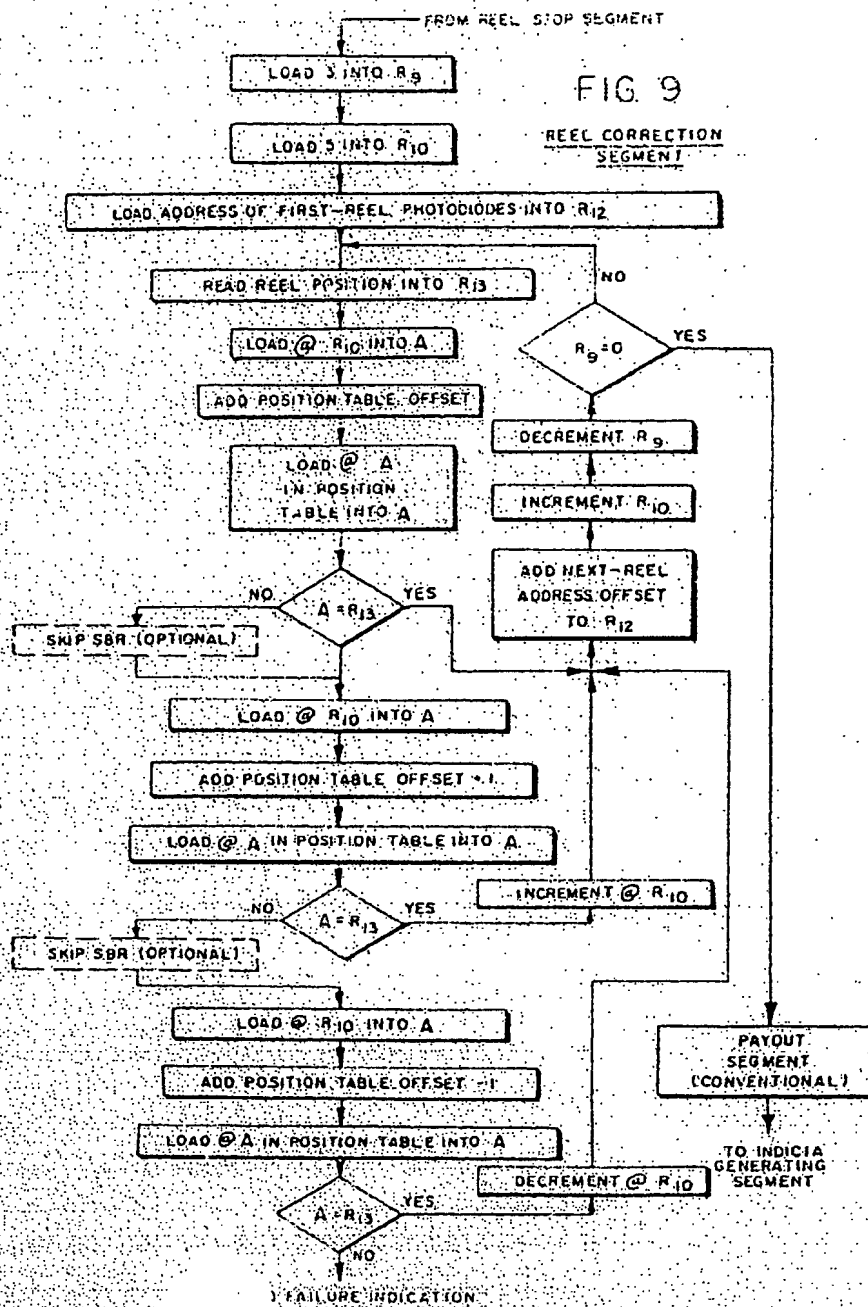 FROM REEL STOP SEGMENT
LOAD 3 INTO R9
FIG. 9
REEL CORRECTION
SEGMENT
LOAD 5 INTO R10
LOAD ADDRESS OF FIRST-REEL PHOTODIODES INTO R12
READ REEL POSITION INTO R13
NO
LOAD @ R10 INTO A
R9=0
YES
ADD POSITION TABLE OFFSET
LOAD @ A
IN POSITION
TABLE INTO A
DECREMENT R9
INCREMENT R10
ADD NEXT-REEL
ADDRESS OFFSET
TO R12
NO
A=R13
YES
SKIP SBR (OPTIONAL)
LOAD @ R10 INTO A
ADD POSITION TABLE OFFSET +1
LOAD @ A IN POSITION TABLE INTO A
INCREMENT @ R10
NO
A=R13
YES
SKIP SBR (OPTIONAL)
LOAD @ R10 INTO A
ADD POSITION TABLE OFFSET -1
LOAD @ A IN POSITION TABLE INTO A
PAYOUT
SEGMENT
(CONVENTIONAL)
TO INDICIA
GENERATING
SEGMENT
DECREMENT @ R10
A=R13
YES
NO
FAILURE INDICATION